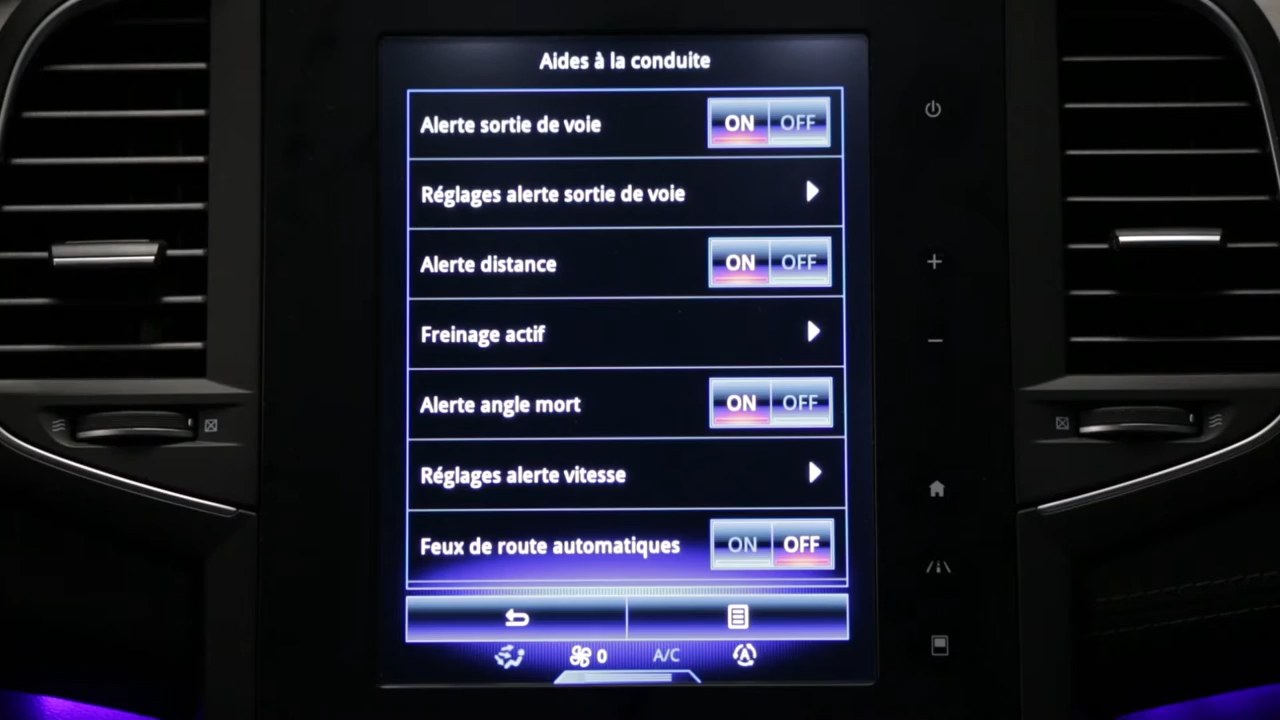 Aides à la conduite
Alerte sortie de voie ON OFF
Réglages alerte sortie de voie
Alerte distance ON OFF
Freinage actif
Alerte angle mort ON OFF
Réglages alerte vitesse
Feux de route automatiques ON OFF
0 A/C A